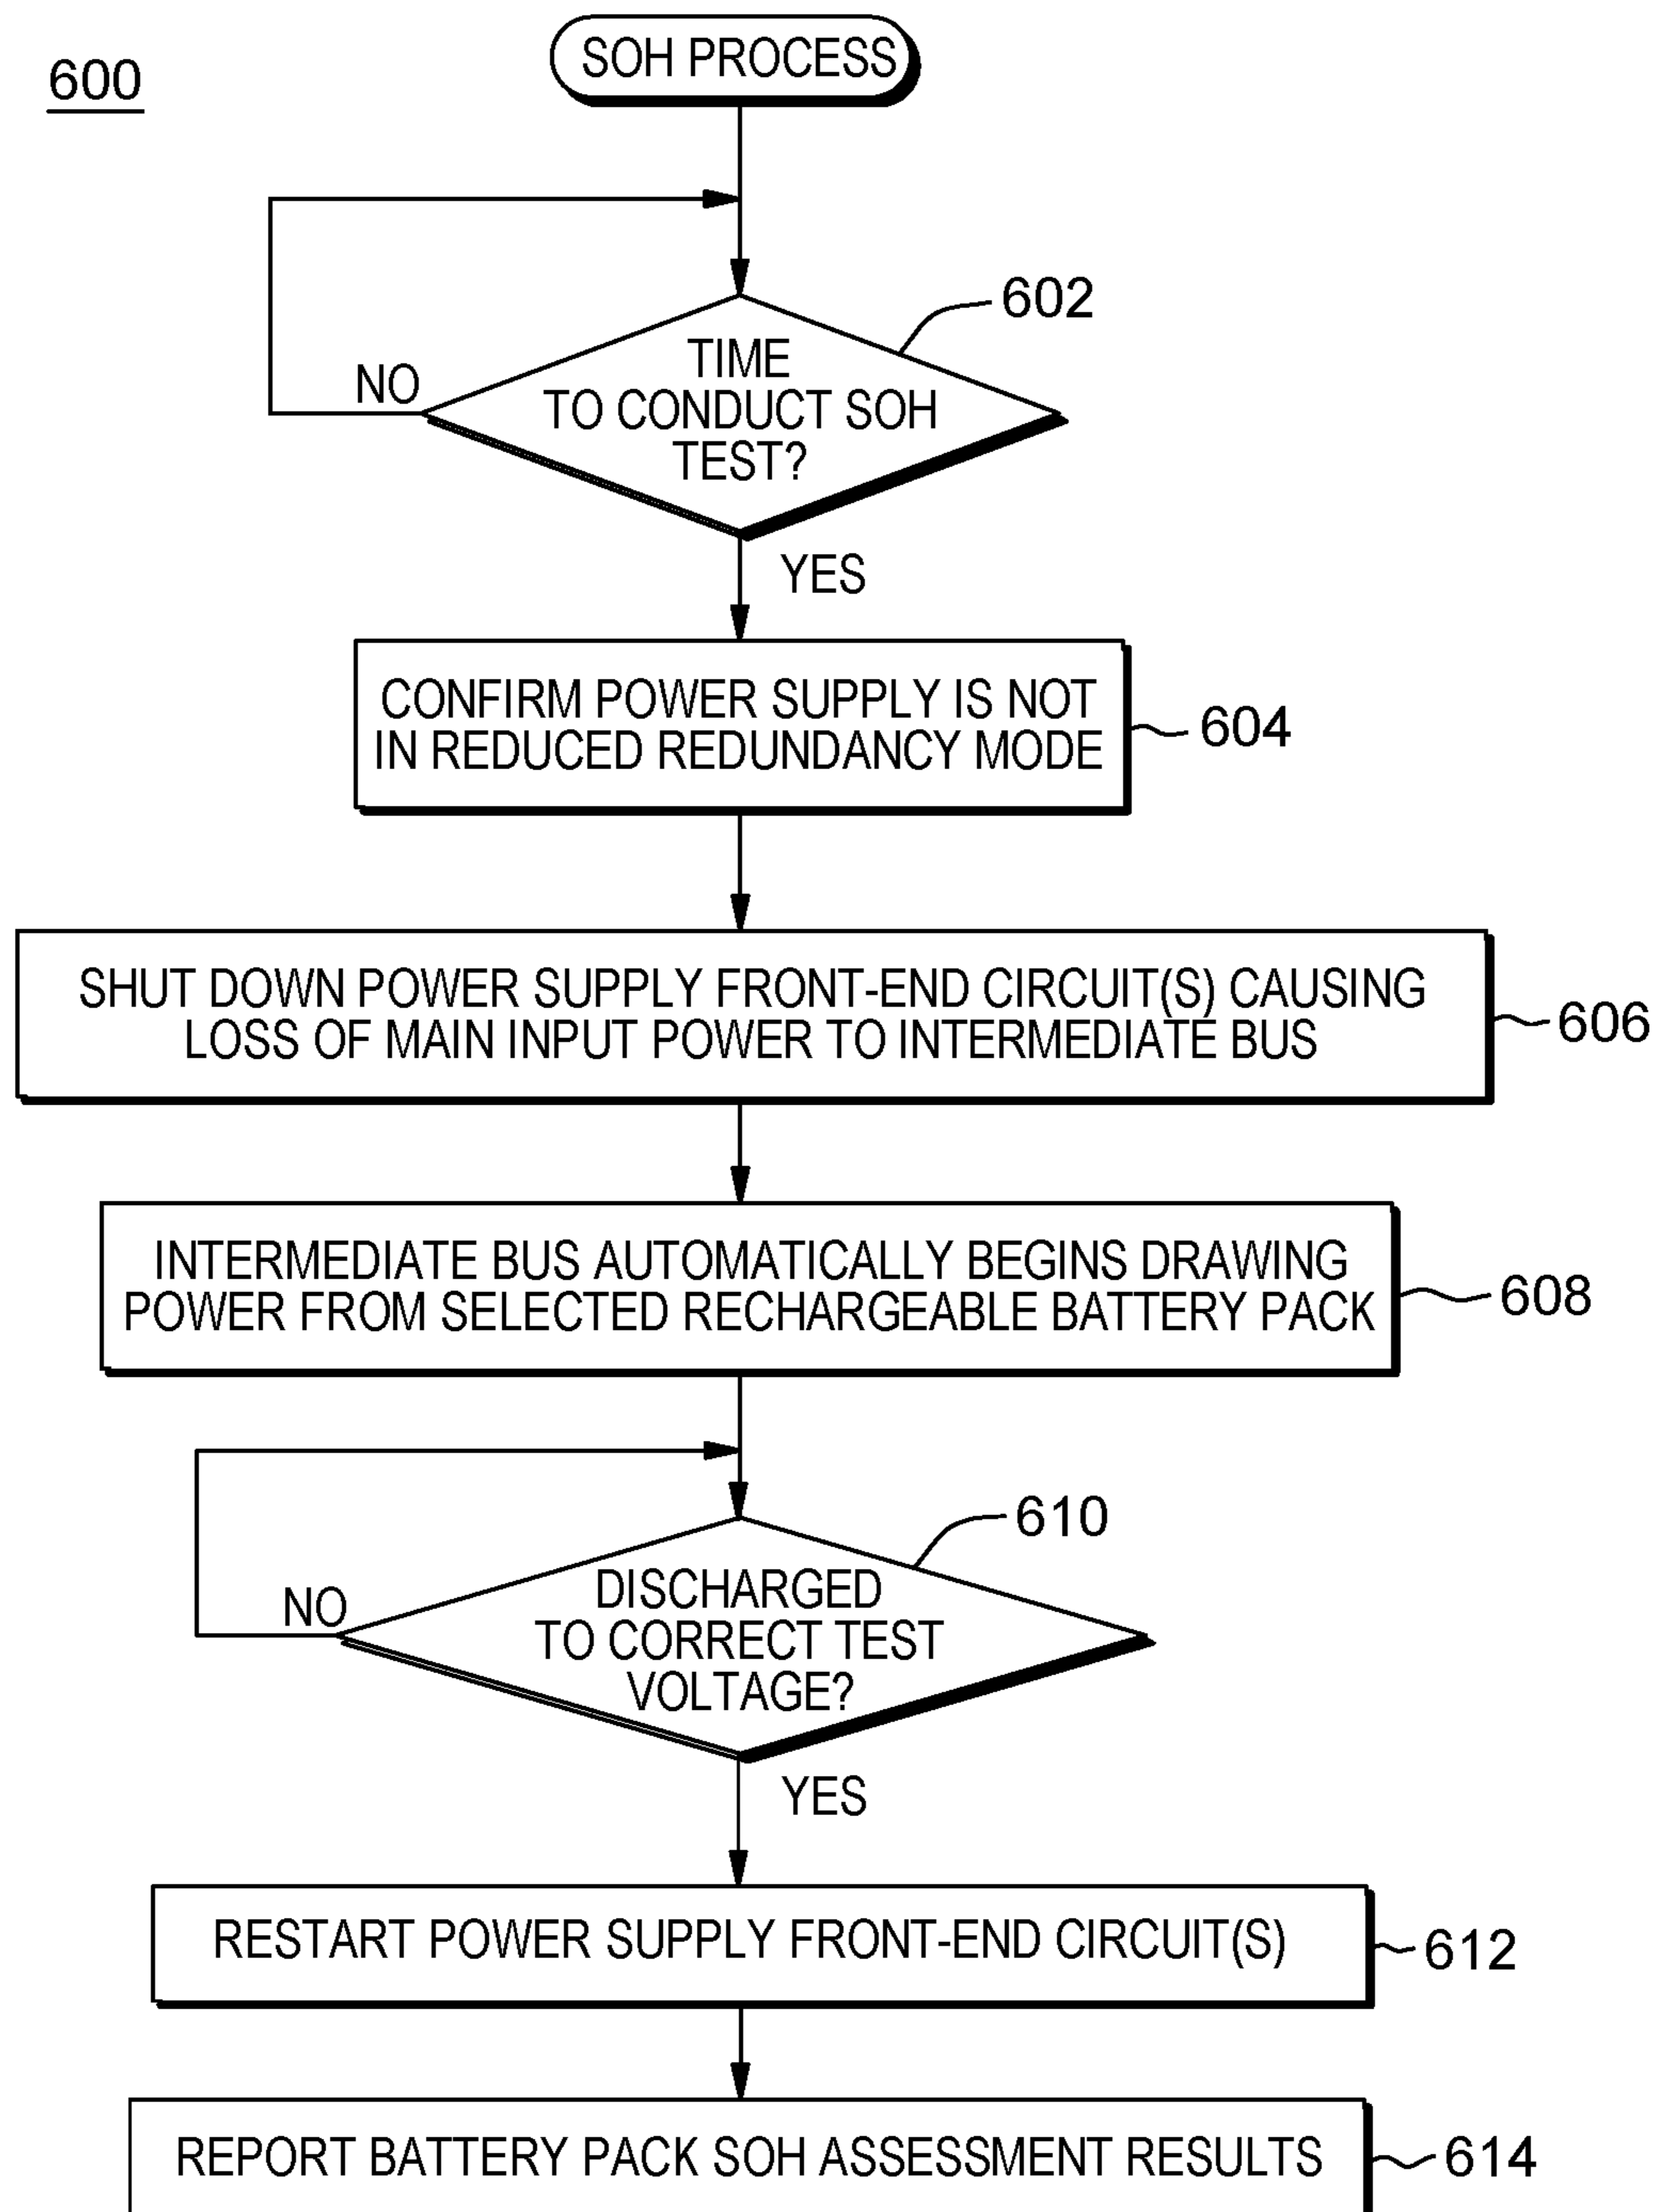 600
SOH PROCESS
602
TIME
TO CONDUCT SOH
TEST?
NO
YES
CONFIRM POWER SUPPLY IS NOT
IN REDUCED REDUNDANCY MODE
604
SHUT DOWN POWER SUPPLY FRONT-END CIRCUIT(S) CAUSING
LOSS OF MAIN INPUT POWER TO INTERMEDIATE BUS
606
INTERMEDIATE BUS AUTOMATICALLY BEGINS DRAWING
POWER FROM SELECTED RECHARGEABLE BATTERY PACK
608
610
DISCHARGED
TO CORRECT TEST
VOLTAGE?
NO
YES
RESTART POWER SUPPLY FRONT-END CIRCUIT(S)
612
REPORT BATTERY PACK SOH ASSESSMENT RESULTS
614